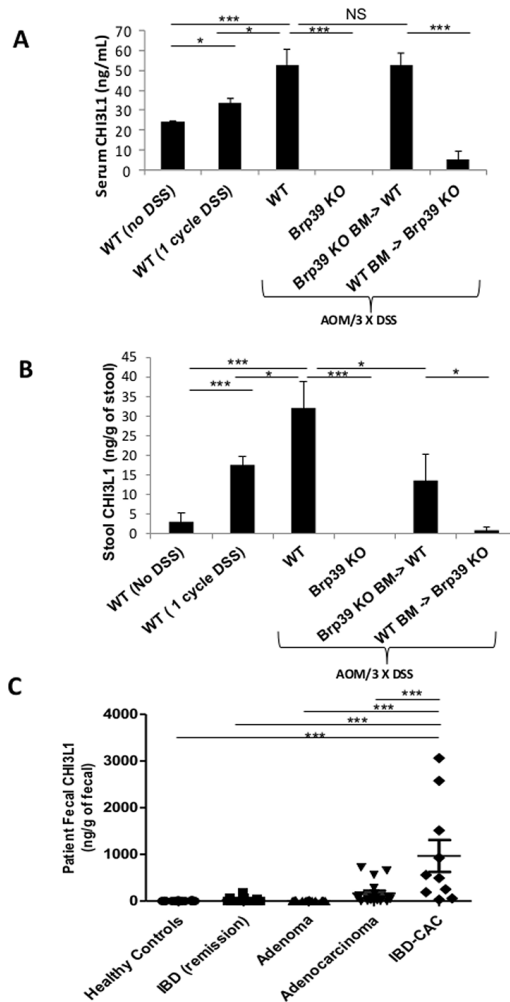 A
Serum CHI3L1 (ng/mL)
70
60
50
40
30
20
10
0
*** NS
* * *** ***
WT (no DSS)
WT (1 cycle DSS)
WT
Brp39 KO
Brp39 KO BM-> WT
WT BM -> Brp39 KO
AOM/3 X DSS
B
Stool CHI3L1 (ng/g of stool)
45
40
35
30
25
20
15
10
5
0
*** *
*** * *** *
WT (No DSS)
WT ( 1 cycle DSS)
WT
Brp39 KO
Brp39 KO BM-> WT
WT BM -> Brp39 KO
AOM/3 X DSS
C
Patient Fecal CHI3L1
(ng/g of fecal)
4000
3000
2000
1000
0
***
***
***
***
Healthy Controls
IBD (remission)
Adenoma
Adenocarcinoma
IBD-CAC